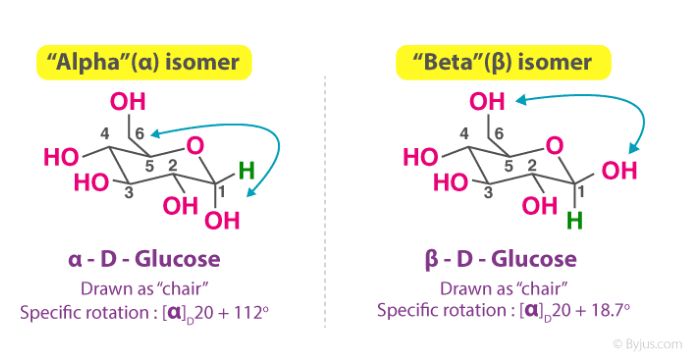 “Alpha”(α) isomer
OH
4
6
HO
O
5
2
H
HO
3
1
OH
OH
α - D - Glucose
Drawn as “chair”
Specific rotation : [α]D20 + 112°
“Beta”(β) isomer
OH
4
6
HO
O
5
2
OH
HO
3
1
OH
H
β - D - Glucose
Drawn as “chair”
Specific rotation : [α]D20 + 18.7°
© Byjus.com